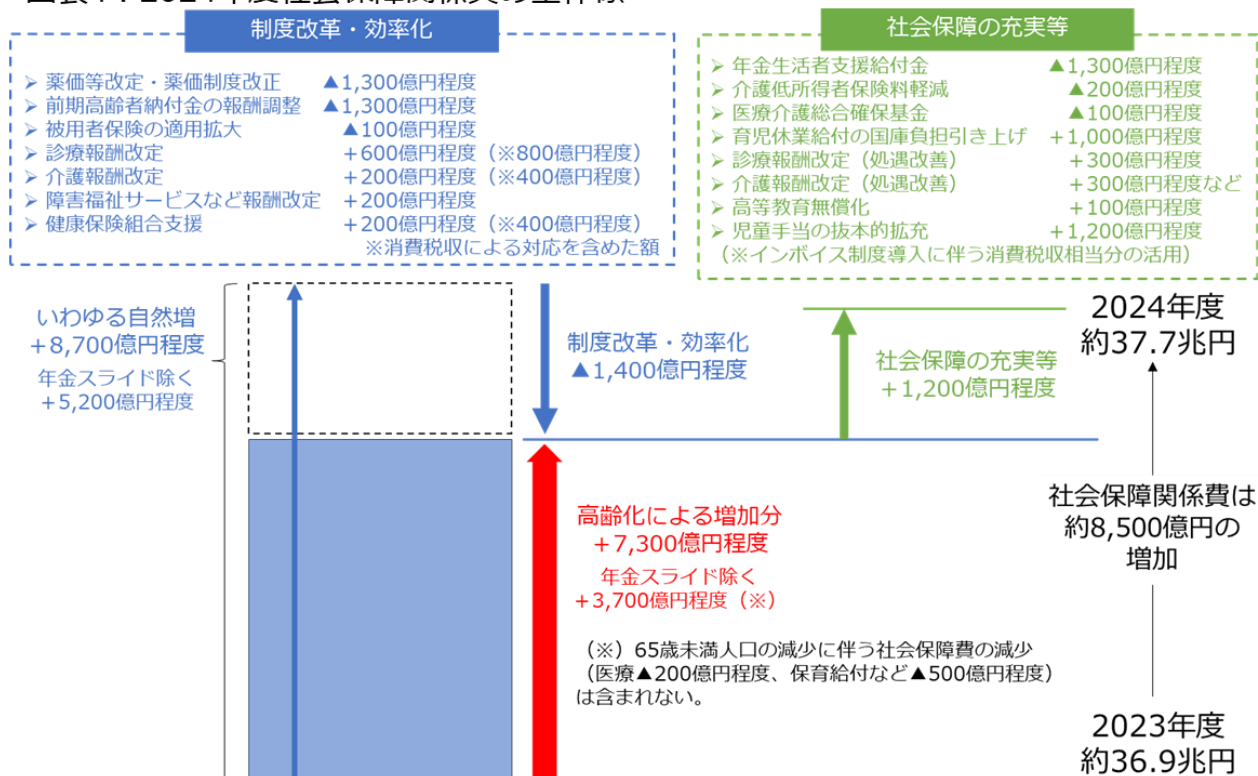 図表1：2024年度社会保障関係費の全体像
制度改革・効率化
➢ 薬価等改定・薬価制度改正 ▲1,300億円程度
➢ 前期高齢者納付金の報酬調整 ▲1,300億円程度
➢ 被用者保険の適用拡大 ▲100億円程度
➢ 診療報酬改定 +600億円程度（※800億円程度）
➢ 介護報酬改定 +200億円程度（※400億円程度）
➢ 障害福祉サービスなど報酬改定 +200億円程度
➢ 健康保険組合支援 +200億円程度（※400億円程度）
※消費税収による対応を含めた額
社会保障の充実等
➢ 年金生活者支援給付金 ▲1,300億円程度
➢ 介護低所得者保険料軽減 ▲200億円程度
➢ 医療介護総合確保基金 ▲100億円程度
➢ 育児休業給付の国庫負担引き上げ +1,000億円程度
➢ 診療報酬改定（処遇改善） +300億円程度
➢ 介護報酬改定（処遇改善） +300億円程度など
➢ 高等教育無償化 +100億円程度
➢ 児童手当の抜本的拡充 +1,200億円程度
（※インボイス制度導入に伴う消費税収相当分の活用）
いわゆる自然増
+8,700億円程度
年金スライド除く
+5,200億円程度
制度改革・効率化
▲1,400億円程度
社会保障の充実等
+1,200億円程度
2024年度
約37.7兆円
高齢化による増加分
+7,300億円程度
年金スライド除く
+3,700億円程度（※）
（※）65歳未満人口の減少に伴う社会保障費の減少
（医療▲200億円程度、保育給付など▲500億円程度）
は含まれない。
社会保障関係費は
約8,500億円の
増加
2023年度
約36.9兆円